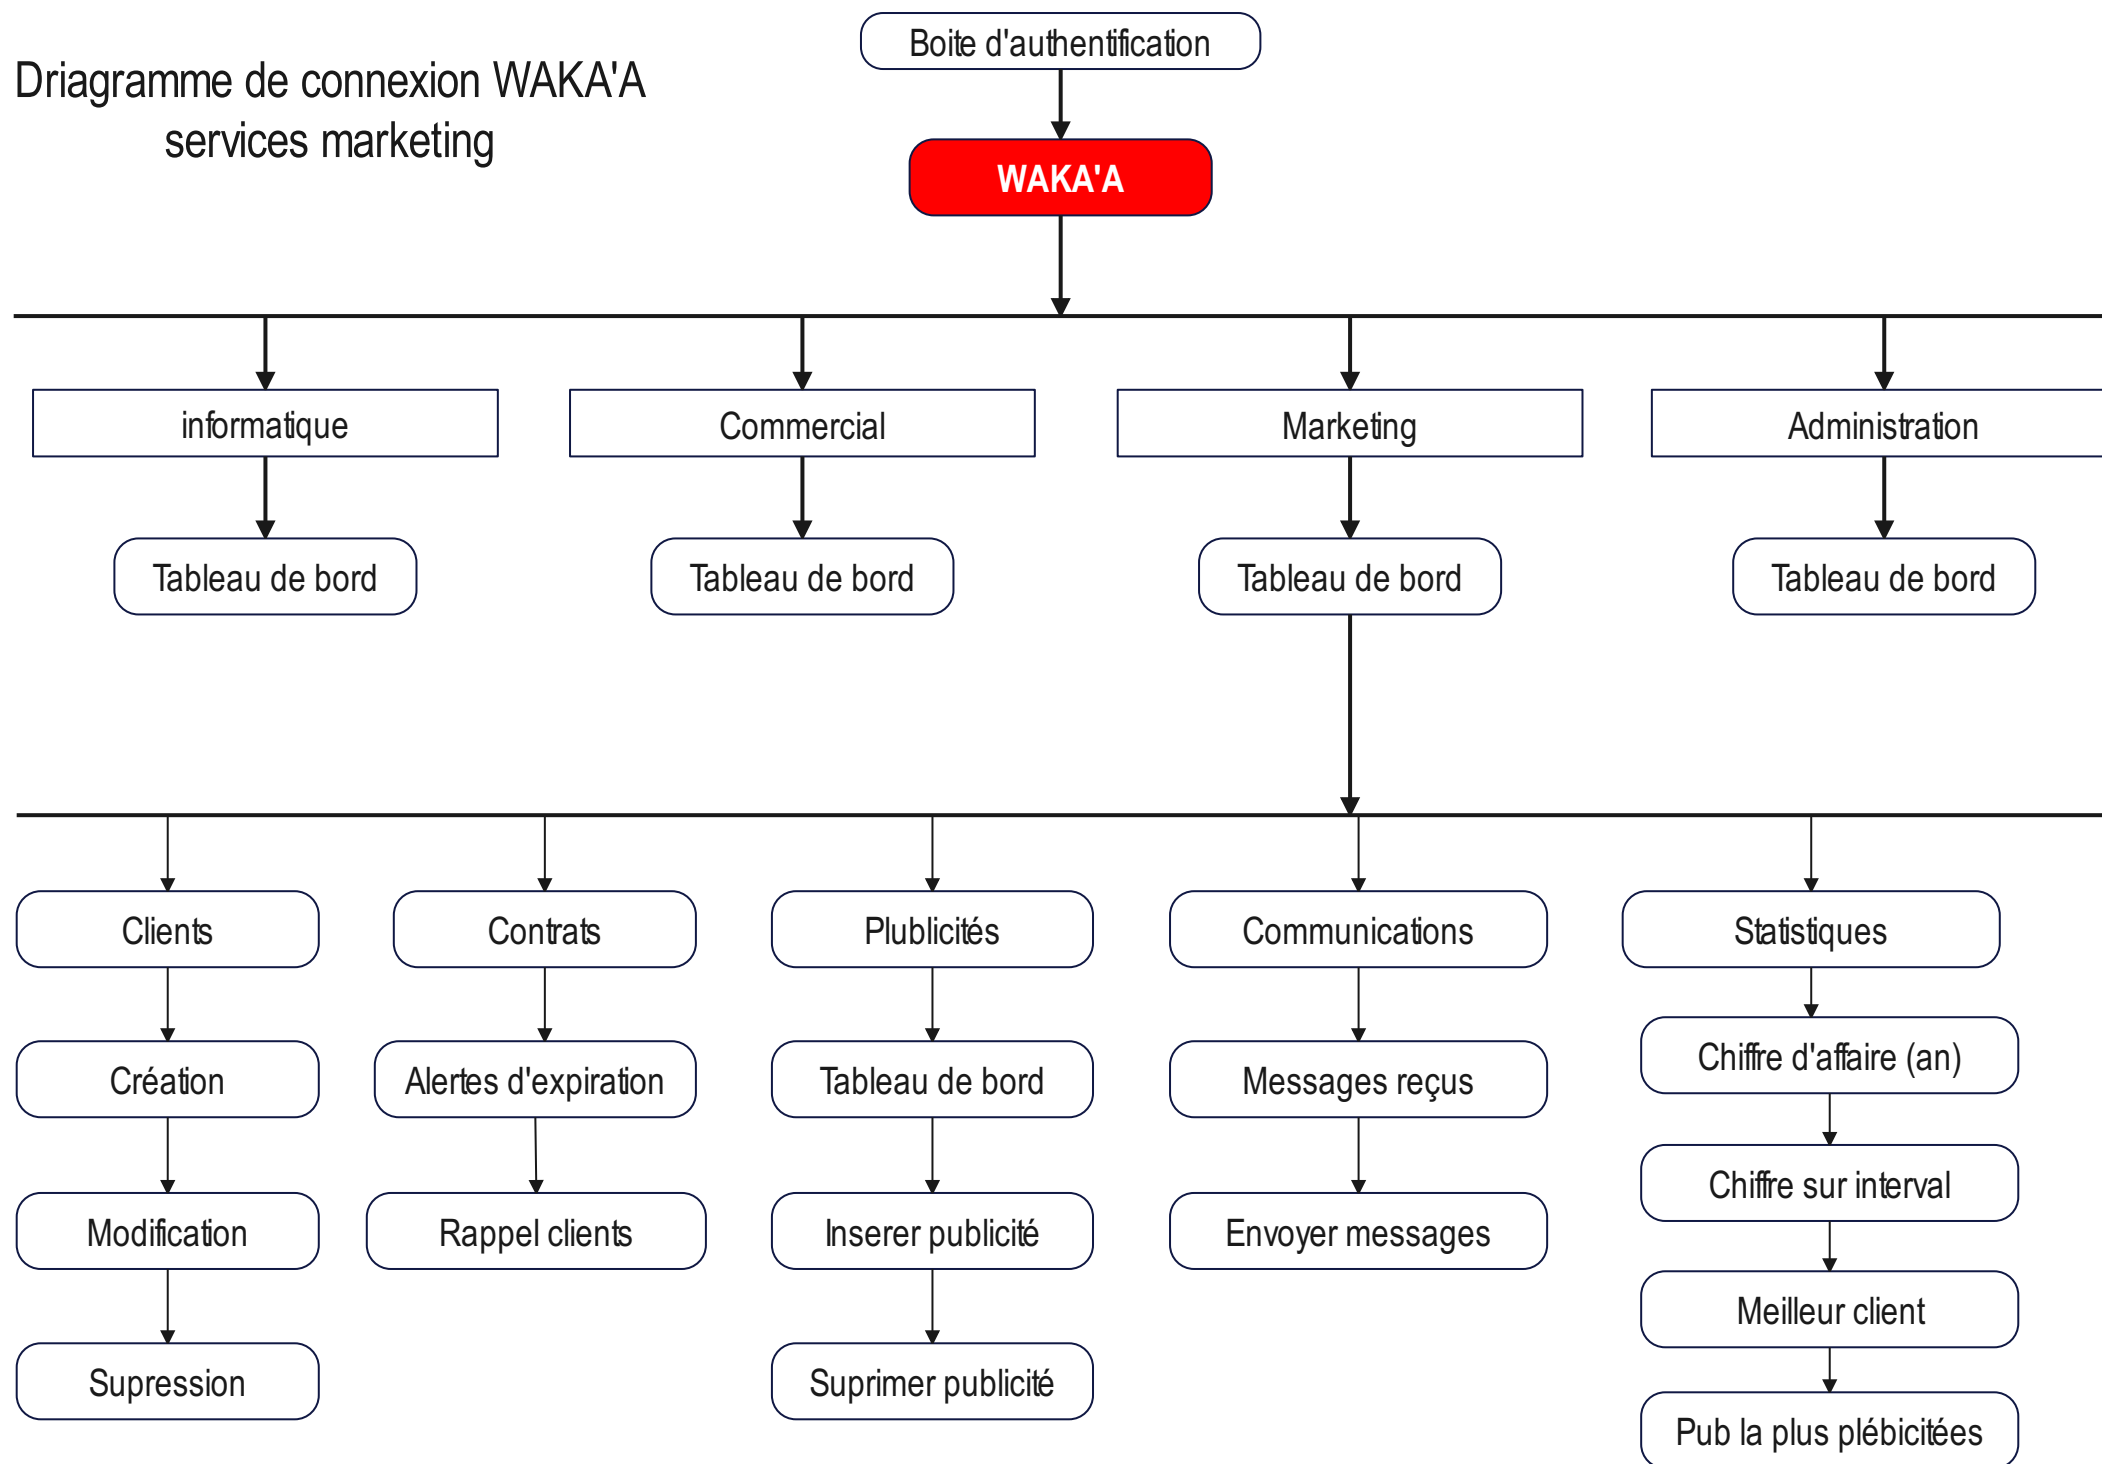 Boite d'authentification
Driagramme de connexion WAKA'A
services marketing
WAKA'A
informatique
Commercial
Marketing
Administration
Tableau de bord
Tableau de bord
Tableau de bord
Tableau de bord
Clients
Contrats
Plublicités
Communications
Statistiques
Création
Alertes d'expiration
Tableau de bord
Messages reçus
Chiffre d'affaire (an)
Modification
Rappel clients
Inserer publicité
Envoyer messages
Chiffre sur interval
Meilleur client
Supression
Suprimer publicité
Pub la plus plébicitées